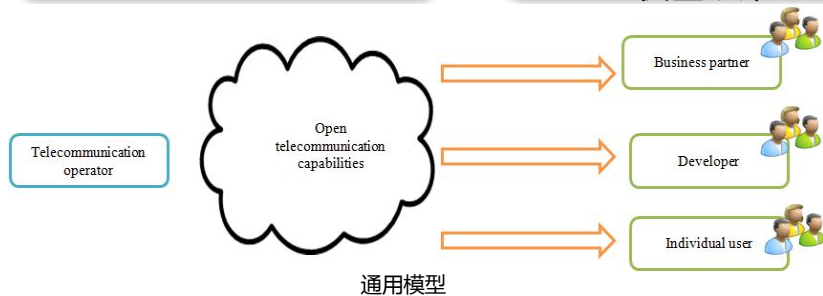 Business partner
Open
telecommunication
capabilities
Telecommunication
operator
Developer
Individual user
通用模型